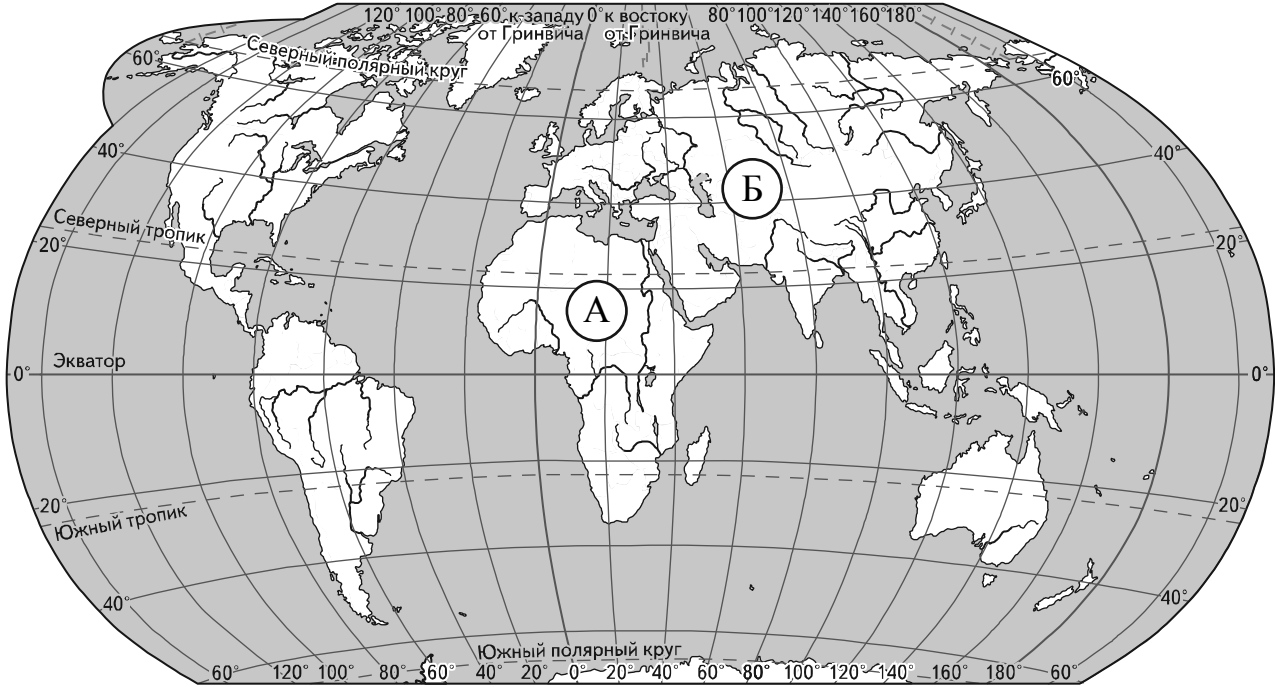 120° 100° 80° 60° к западу 0° к востоку 80° 100° 120° 140° 160° 180°
от Гринвича от Гринвича
Северный полярный круг
60° 60°
40° 40°
Б
Северный тропик
20° 20°
А
Экватор
0° 0°
20° 20°
Южный тропик
40° 40°
Южный полярный круг
60° 120° 100° 80° 60° 40° 20° 0° 20° 40° 60° 80° 100° 120° 140° 160° 180° 60°